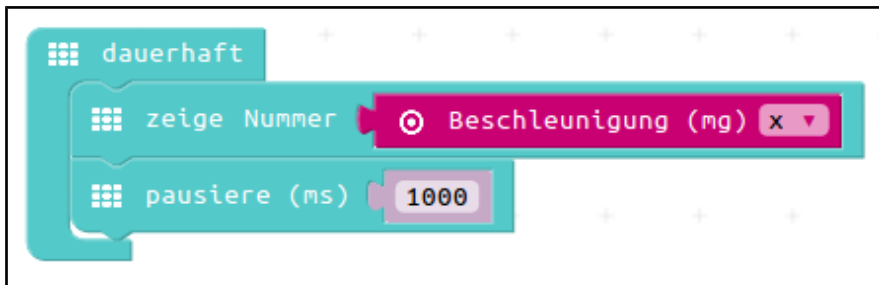 dauerhaft
zeige Nummer Beschleunigung (mg) x
pausiere (ms) 1000